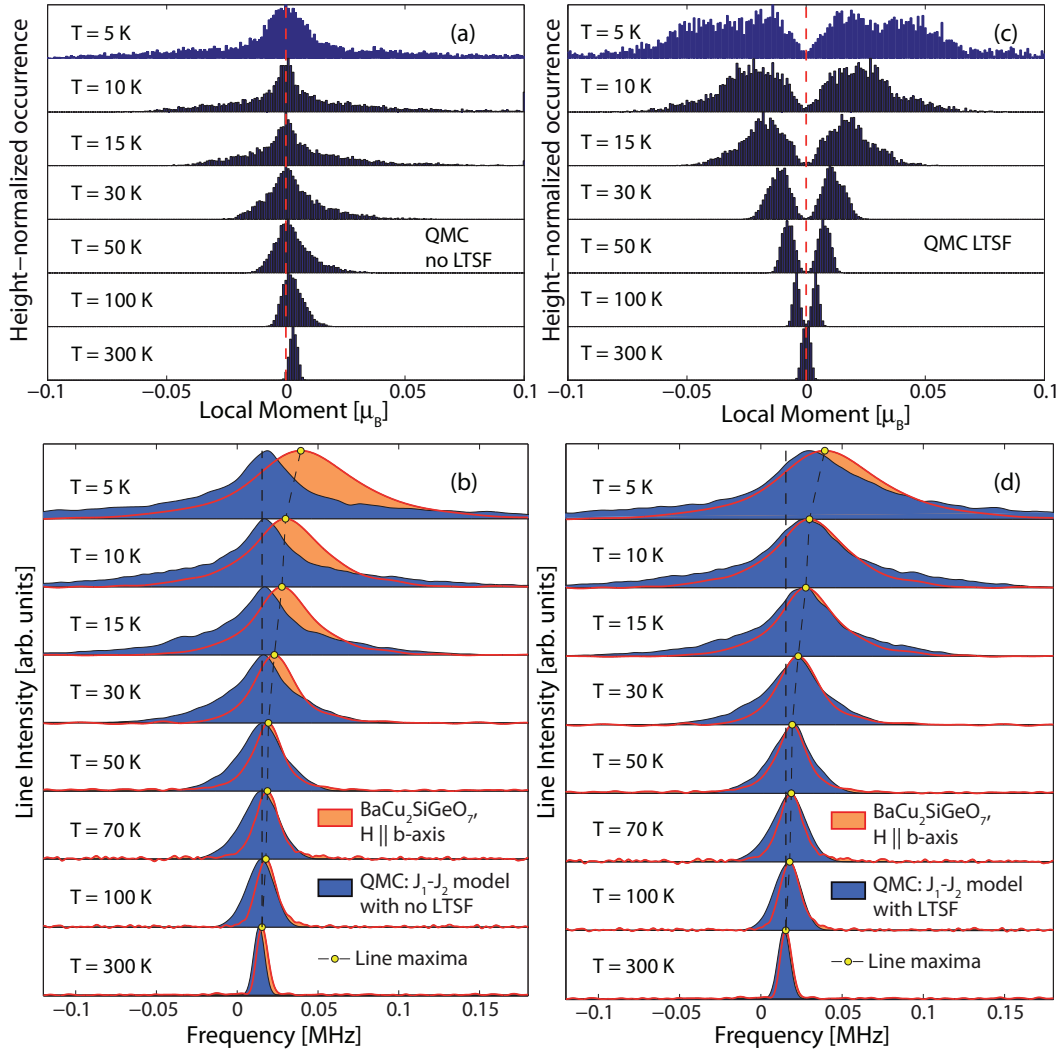 Height−normalized occurrence
(a)
T = 5 K
T = 10 K
T = 15 K
T = 30 K
T = 50 K
QMC
no LTSF
T = 100 K
T = 300 K
−0.1 −0.05 0 0.05 0.1
Local Moment [μB]
Height−normalized occurrence
(c)
T = 5 K
T = 10 K
T = 15 K
T = 30 K
T = 50 K
QMC LTSF
T = 100 K
T = 300 K
−0.1 −0.05 0 0.05 0.1
Local Moment [μB]
Line Intensity [arb. units]
(b)
T = 5 K
T = 10 K
T = 15 K
T = 30 K
T = 50 K
T = 70 K
BaCu2SiGeO7,
H || b-axis
T = 100 K
QMC: J1-J2 model
with no LTSF
T = 300 K
Line maxima
−0.1 −0.05 0 0.05 0.1 0.15
Frequency [MHz]
Line Intensity [arb. units]
(d)
T = 5 K
T = 10 K
T = 15 K
T = 30 K
T = 50 K
T = 70 K
BaCu2SiGeO7,
H || b-axis
T = 100 K
QMC: J1-J2 model
with LTSF
T = 300 K
Line maxima
−0.1 −0.05 0 0.05 0.1 0.15
Frequency [MHz]